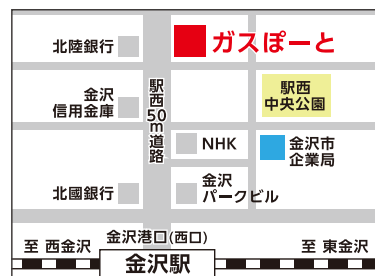 北陸銀行
ガスぽーと
金沢
信用金庫
駅西50m道路
駅西
中央公園
NHK
金沢市
企業局
北國銀行
金沢
パークビル
金沢港口(西口)
至 西金沢
至 東金沢
金沢駅